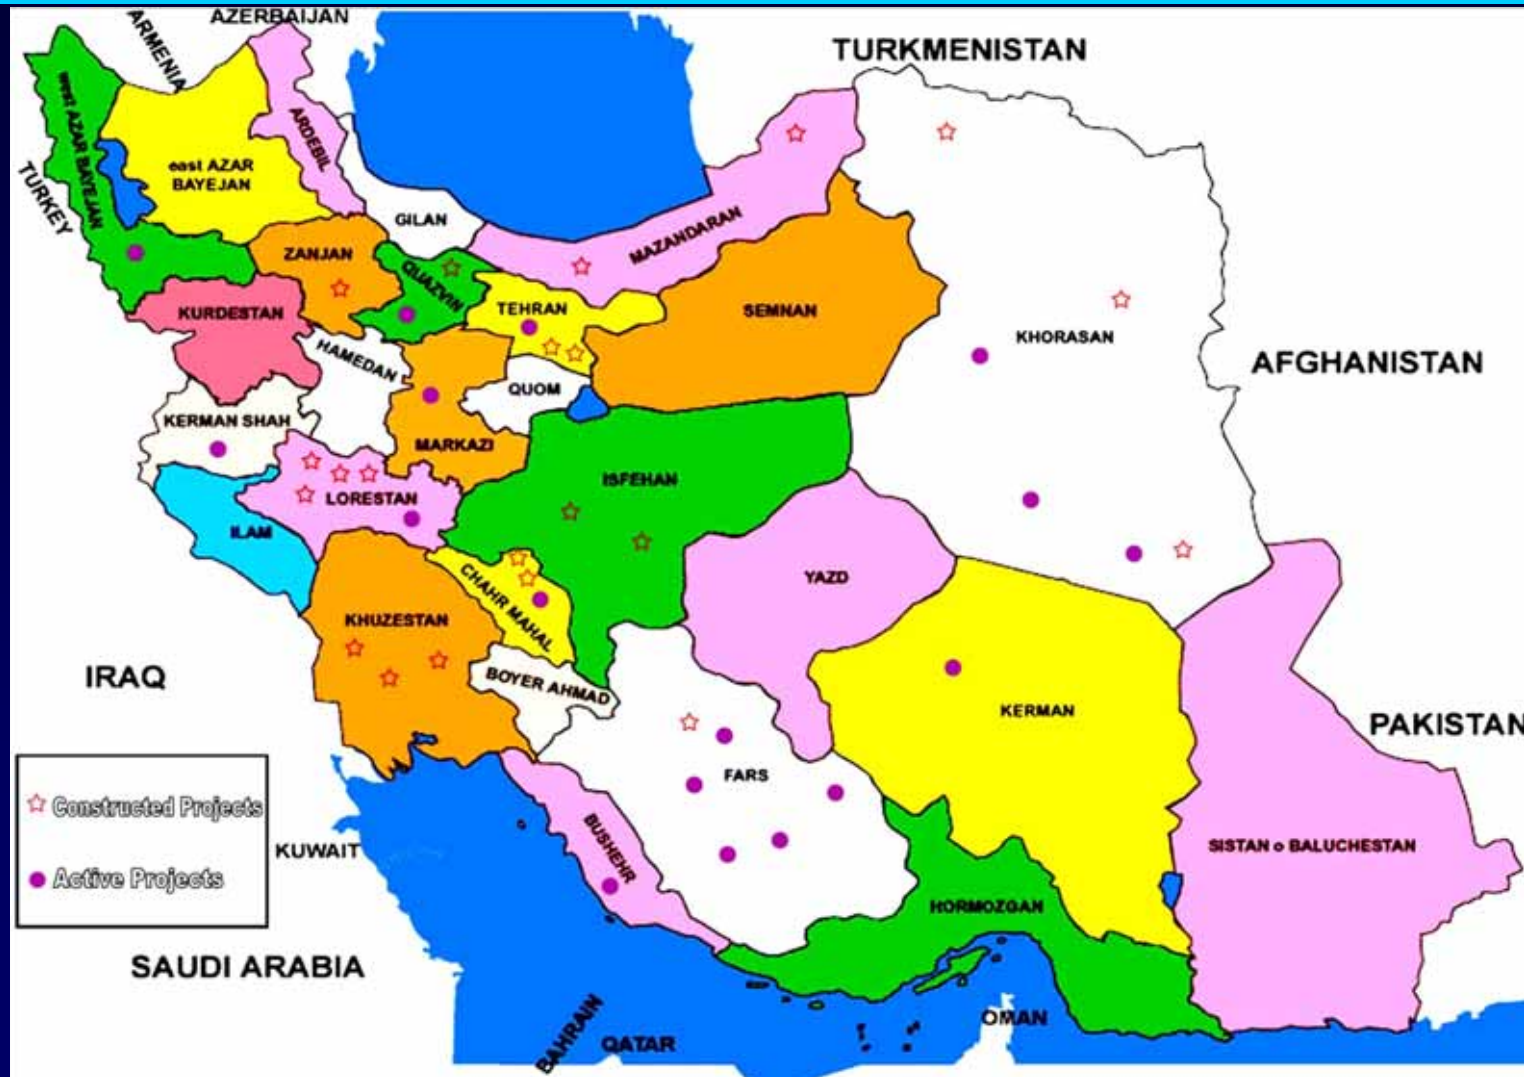 AZERBAIJAN
ARMENIA
TURKMENISTAN
west AZAR BAYEJAN
ARDEBIL
east AZAR
BAYEJAN
TURKEY
GILAN
MAZANDARAN
ZANJAN
QUAZVIN
TEHRAN
SEMNAN
KURDESTAN
KHORASAN
HAMEDAN
AFGHANISTAN
QUOM
KERMAN SHAH
MARKAZI
ISFEHAN
LORESTAN
ILAM
YAZD
CHAHR MAHAL
KHUZESTAN
IRAQ
BOYER AHMAD
KERMAN
PAKISTAN
FARS
Constructed Projects
BUSHEHR
KUWAIT
SISTAN o BALUCHESTAN
Active Projects
HORMOZGAN
SAUDI ARABIA
OMAN
BAHRAIN
QATAR